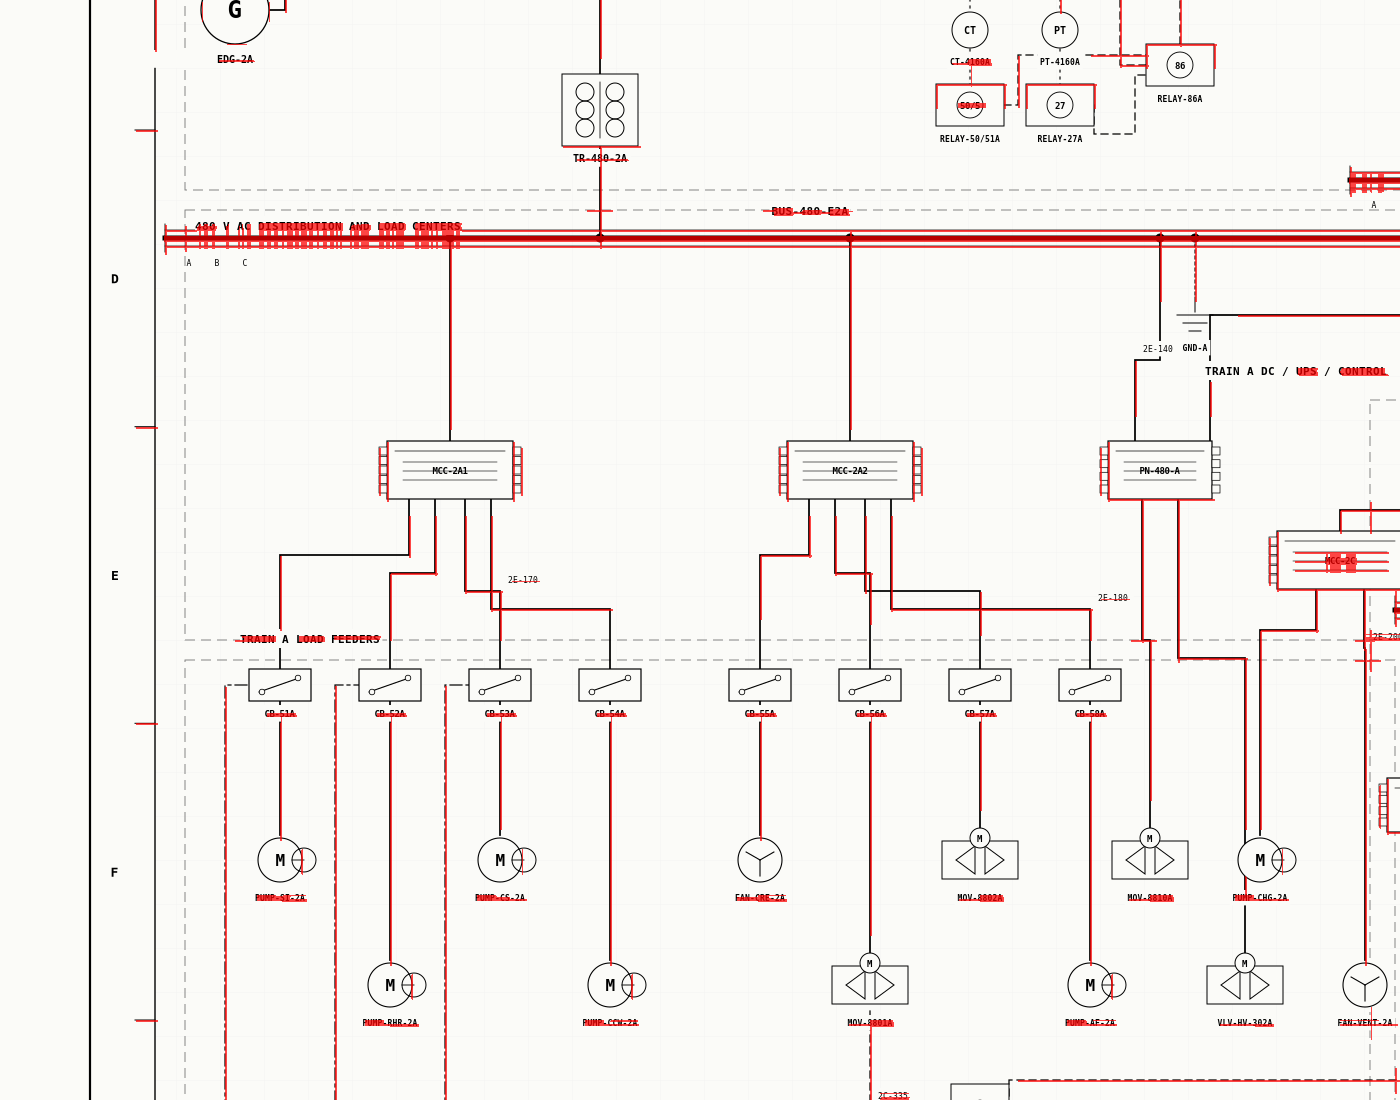 G
EDG-2A
CT
PT
CT-4160A
PT-4160A
86
RELAY-86A
50/51
27
RELAY-50/51A
RELAY-27A
TR-480-2A
A
BUS-480-E2A
480 V AC DISTRIBUTION AND LOAD CENTERS
A B C
D
2E-140
GND-A
TRAIN A DC / UPS / CONTROL
MCC-2A1
MCC-2A2
PN-480-A
MCC-2C
E
2E-170
2E-180
TRAIN A LOAD FEEDERS
CB-51A
CB-52A
CB-53A
CB-54A
CB-55A
CB-56A
CB-57A
CB-58A
F
M
M
M
M
M
PUMP-SI-2A
PUMP-CS-2A
FAN-CRE-2A
MOV-8802A
MOV-8810A
PUMP-CHG-2A
M
M
M
M
M
PUMP-RHR-2A
PUMP-CCW-2A
MOV-8801A
PUMP-AF-2A
VLV-HV-302A
FAN-VENT-2A
2C-335